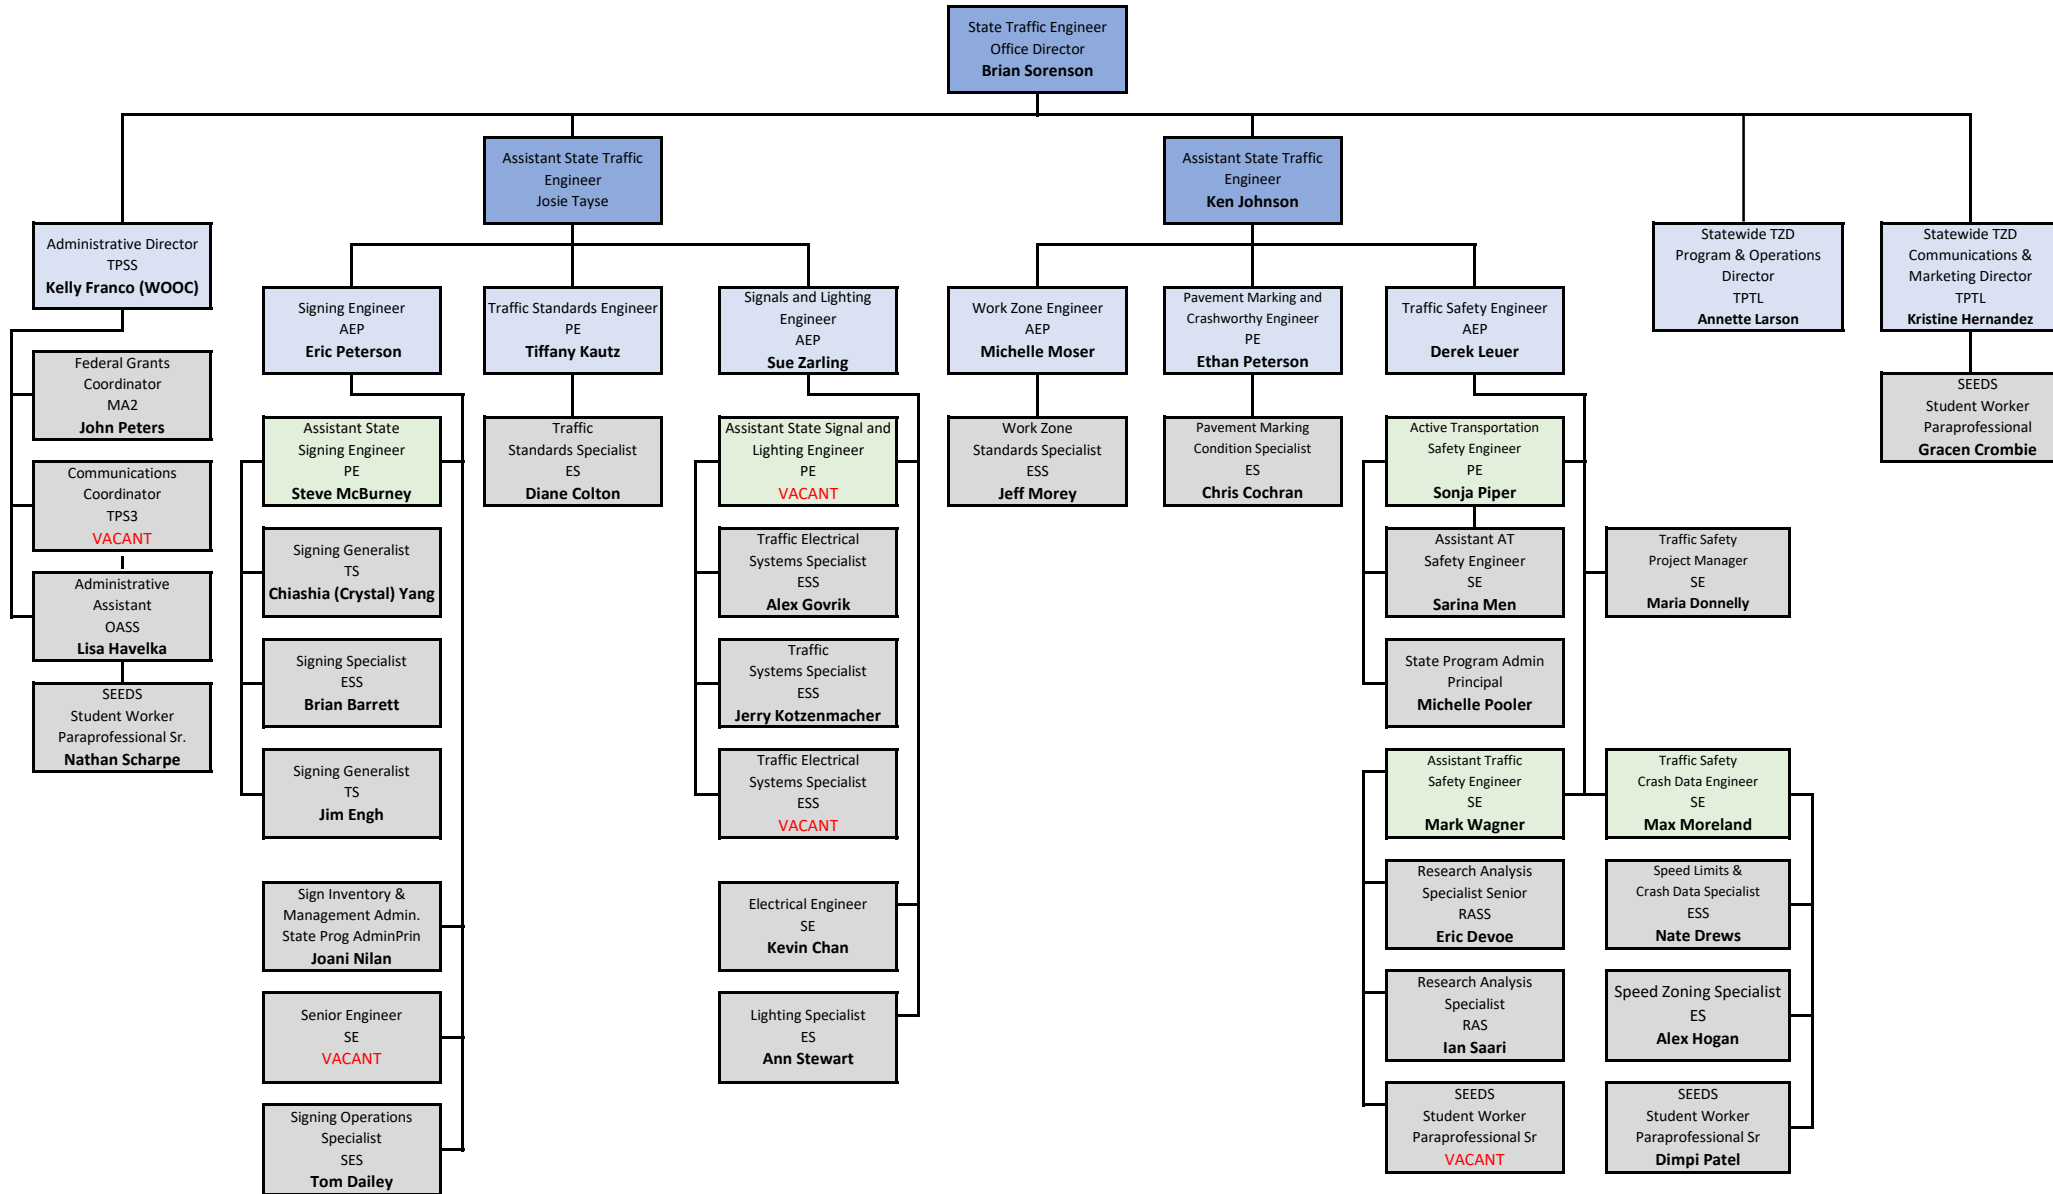 State Traffic Engineer
Office Director
Brian Sorenson
Assistant State Traffic
Engineer
Josie Tayse
Assistant State Traffic
Engineer
Ken Johnson
Administrative Director
TPSS
Kelly Franco (WOOC)
Statewide TZD
Program & Operations
Director
TPTL
Annette Larson
Statewide TZD
Communications &
Marketing Director
TPTL
Kristine Hernandez
Signing Engineer
AEP
Eric Peterson
Traffic Standards Engineer
PE
Tiffany Kautz
Signals and Lighting
Engineer
AEP
Sue Zarling
Work Zone Engineer
AEP
Michelle Moser
Pavement Marking and
Crashworthy Engineer
PE
Ethan Peterson
Traffic Safety Engineer
AEP
Derek Leuer
Federal Grants
Coordinator
MA2
John Peters
Communications
Coordinator
TPS3
VACANT
Administrative
Assistant
OASS
Lisa Havelka
SEEDS
Student Worker
Paraprofessional Sr.
Nathan Scharpe
Assistant State
Signing Engineer
PE
Steve McBurney
Signing Generalist
TS
Chiashia (Crystal) Yang
Signing Specialist
ESS
Brian Barrett
Signing Generalist
TS
Jim Engh
Sign Inventory &
Management Admin.
State Prog AdminPrin
Joani Nilan
Senior Engineer
SE
VACANT
Signing Operations
Specialist
SES
Tom Dailey
Traffic
Standards Specialist
ES
Diane Colton
Assistant State Signal and
Lighting Engineer
PE
VACANT
Traffic Electrical
Systems Specialist
ESS
Alex Govrik
Traffic
Systems Specialist
ESS
Jerry Kotzenmacher
Traffic Electrical
Systems Specialist
ESS
VACANT
Electrical Engineer
SE
Kevin Chan
Lighting Specialist
ES
Ann Stewart
Work Zone
Standards Specialist
ESS
Jeff Morey
Pavement Marking
Condition Specialist
ES
Chris Cochran
Active Transportation
Safety Engineer
PE
Sonja Piper
Assistant AT
Safety Engineer
SE
Sarina Men
State Program Admin
Principal
Michelle Pooler
Traffic Safety
Project Manager
SE
Maria Donnelly
Assistant Traffic
Safety Engineer
SE
Mark Wagner
Research Analysis
Specialist Senior
RASS
Eric Devoe
Research Analysis
Specialist
RAS
Ian Saari
SEEDS
Student Worker
Paraprofessional Sr
VACANT
Traffic Safety
Crash Data Engineer
SE
Max Moreland
Speed Limits &
Crash Data Specialist
ESS
Nate Drews
Speed Zoning Specialist
ES
Alex Hogan
SEEDS
Student Worker
Paraprofessional Sr
Dimpi Patel
SEEDS
Student Worker
Paraprofessional
Gracen Crombie